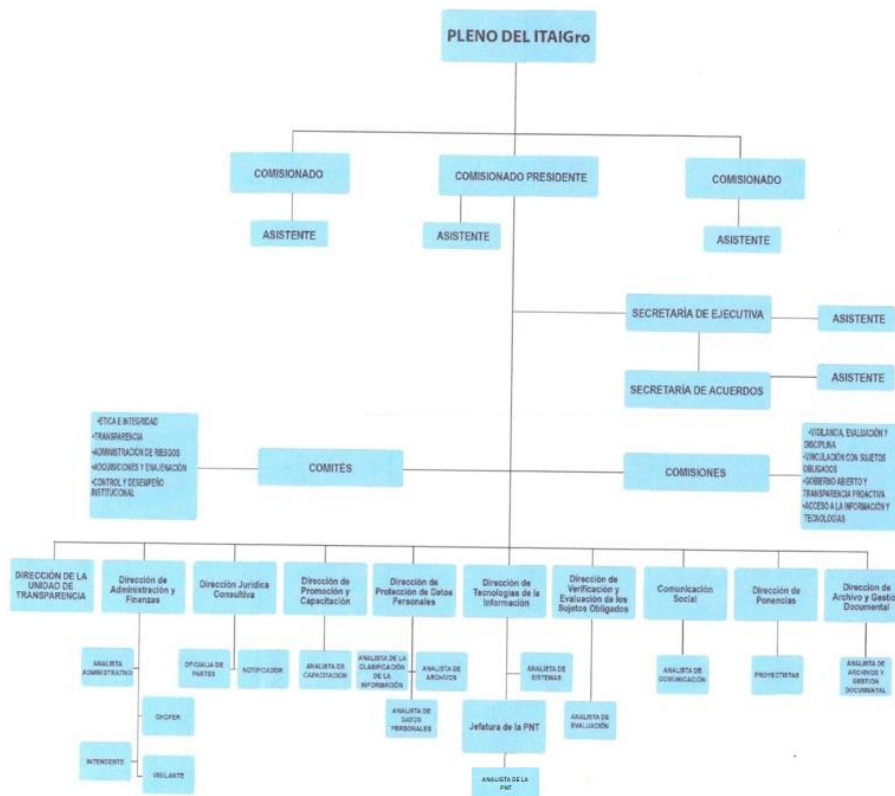 PLENO DEL ITAIGro
COMISIONADO
COMISIONADO PRESIDENTE
COMISIONADO
ASISTENTE
ASISTENTE
ASISTENTE
SECRETARÍA DE EJECUTIVA
ASISTENTE
SECRETARÍA DE ACUERDOS
ASISTENTE
•ETICA E INTEGRIDAD
•TRANSPARENCIA
•ADMINISTRACIÓN DE RIESGOS
•ADQUISICIONES Y ENAJENACIÓN
•CONTROL Y DESEMPEÑO
INSTITUCIONAL
COMITÉS
COMISIONES
•VIGILANCIA, EVALUACIÓN Y
DISCIPLINA
•VINCULACIÓN CON SUJETOS
OBLIGADOS
•GOBIERNO ABIERTO Y
TRANSPARENCIA PROACTIVA
•ACCESO A LA INFORMACIÓN Y
TECNOLOGÍAS
DIRECCIÓN DE LA
UNIDAD DE
TRANSPARENCIA
Dirección de
Administración y
Finanzas
Dirección Jurídica
Consultiva
Dirección de
Promoción y
Capacitación
Dirección de
Protección de Datos
Personales
Dirección de
Tecnologías de la
Información
Dirección de
Verificación y
Evaluación de los
Sujetos Obligados
Comunicación
Social
Dirección de
Ponencias
Dirección de
Archivo y Gestió
Documental
ANALISTA
ADMINISTRATIVO
OFICIALIA DE
PARTES
NOTIFICADOR
ANALISTA DE
CAPACITACIÓN
ANALISTA DE LA
CLASIFICACIÓN
DE LA
INFORMACIÓN
ANALISTA DE
ARCHIVOS
ANALISTA DE
SISTEMAS
ANALISTA DE
COMUNICACIÓN
PROYECTISTAS
ANALISTA DE
ARCHIVOS Y
GESTIÓN
DOCUMENTAL
CHOFER
ANALISTA DE
DATOS
PERSONALES
Jefatura de la PNT
ANALISTA DE
EVALUACIÓN
INTENDENTE
VIGILANTE
ANALISTA DE LA
PNT